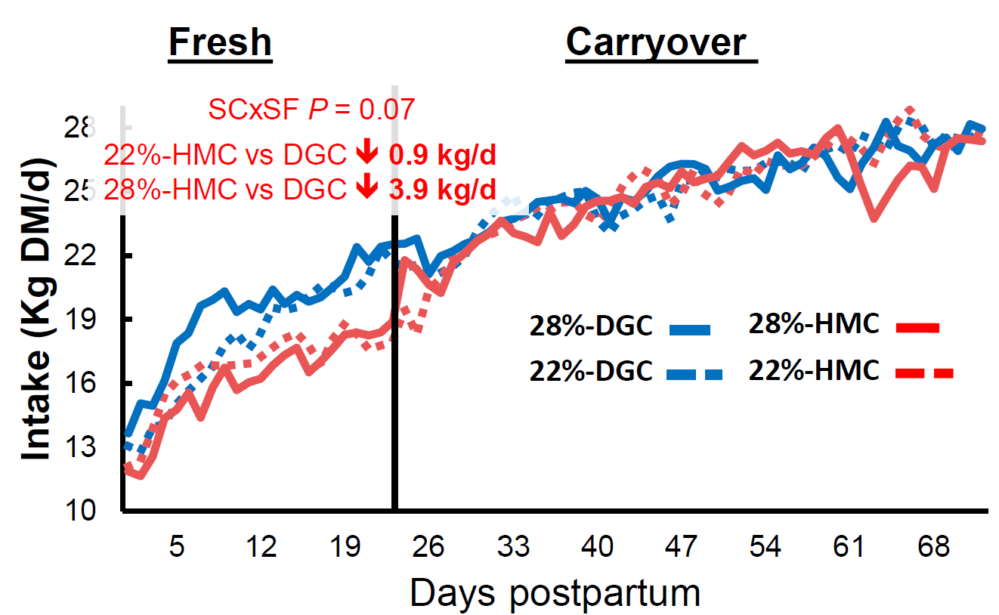 Fresh Carryover
SCxSF P = 0.07
22%-HMC vs DGC 🡳 0.9 kg/d
28%-HMC vs DGC 🡳 3.9 kg/d
Intake (Kg DM/d)
28
25
22
19
16
13
10
28%-DGC 28%-HMC
22%-DGC 22%-HMC
5 12 19 26 33 40 47 54 61 68
Days postpartum